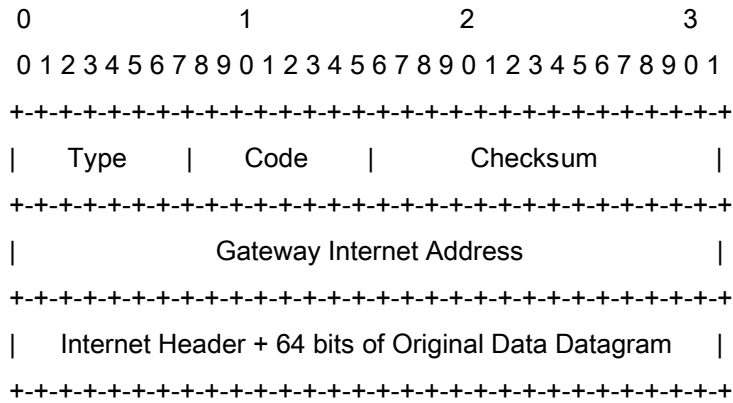 0 1 2 3
0 1 2 3 4 5 6 7 8 9 0 1 2 3 4 5 6 7 8 9 0 1 2 3 4 5 6 7 8 9 0 1
+-+-+-+-+-+-+-+-+-+-+-+-+-+-+-+-+-+-+-+-+-+-+-+-+-+-+-+-+-+-+
| Type | Code | Checksum |
+-+-+-+-+-+-+-+-+-+-+-+-+-+-+-+-+-+-+-+-+-+-+-+-+-+-+-+-+-+-+
| Gateway Internet Address |
+-+-+-+-+-+-+-+-+-+-+-+-+-+-+-+-+-+-+-+-+-+-+-+-+-+-+-+-+-+-+
| Internet Header + 64 bits of Original Data Datagram |
+-+-+-+-+-+-+-+-+-+-+-+-+-+-+-+-+-+-+-+-+-+-+-+-+-+-+-+-+-+-+